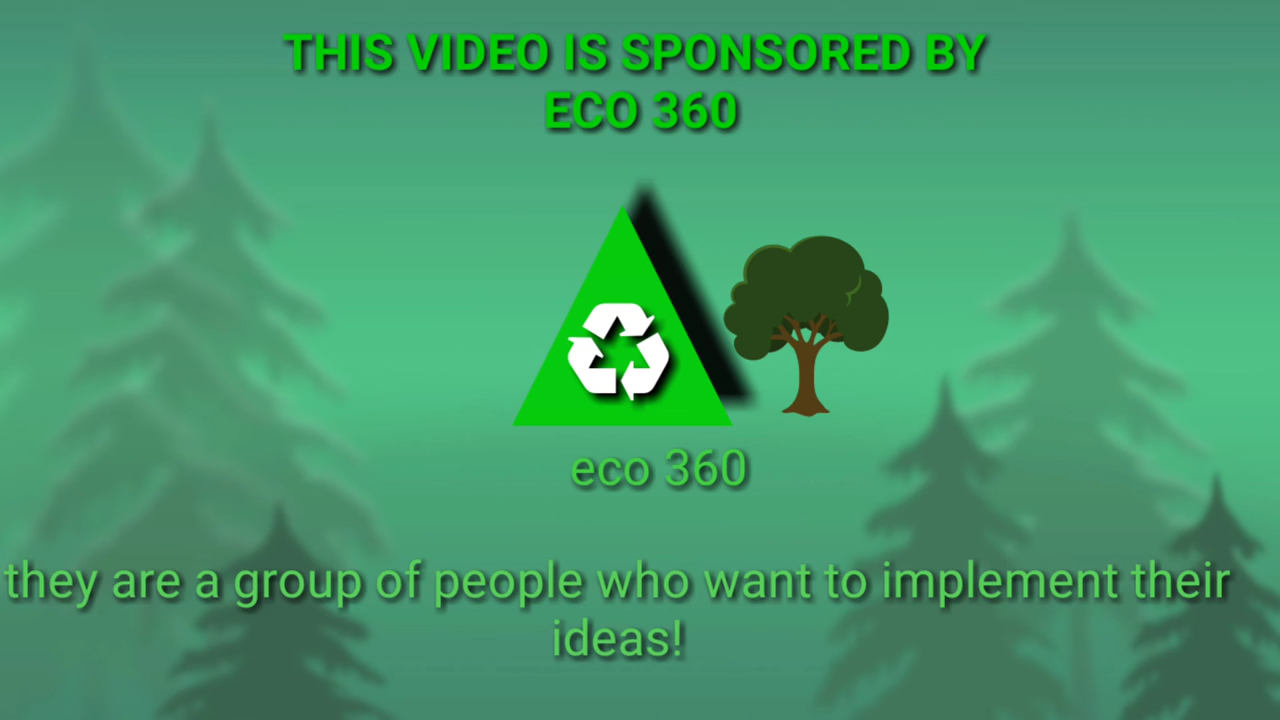 THIS VIDEO IS SPONSORED BY
ECO 360
eco 360
they are a group of people who want to implement their
ideas!